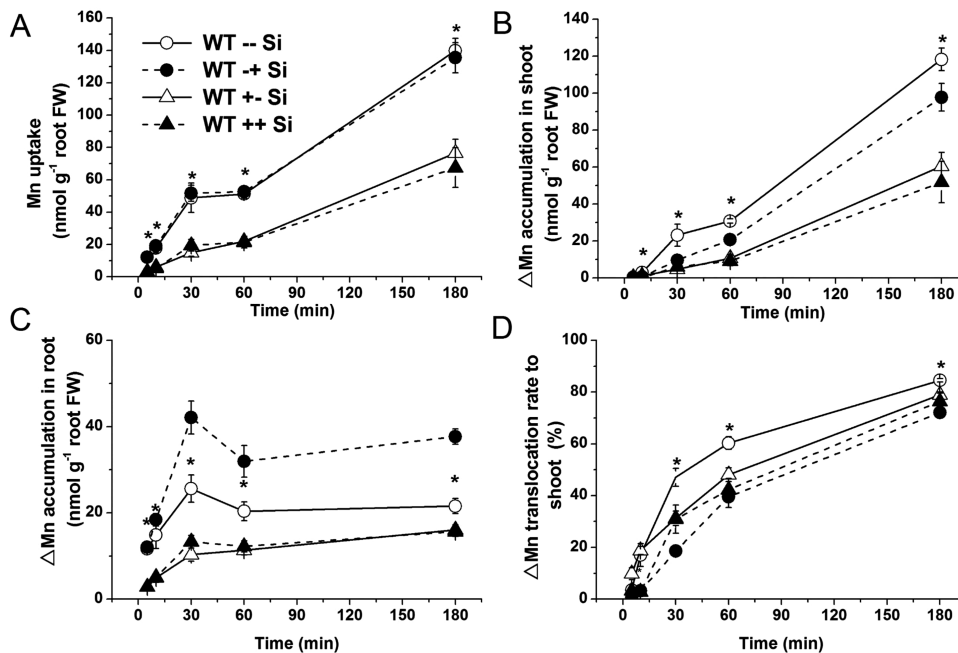 A
WT -- Si
WT -+ Si
WT +- Si
WT ++ Si
Mn uptake
(nmol g-1 root FW)
160
140
120
100
80
60
40
20
0
* * * * *
0 30 60 90 120 150 180
Time (min)
B
△Mn accumulation in shoot
(nmol g-1 root FW)
140
120
100
80
60
40
20
0
* * * *
0 30 60 90 120 150 180
Time (min)
C
△Mn accumulation in root
(nmol g-1 root FW)
60
40
20
0
* * * * *
0 30 60 90 120 150 180
Time (min)
D
△Mn translocation rate to
shoot (%)
100
80
60
40
20
0
* * * *
0 30 60 90 120 150 180
Time (min)